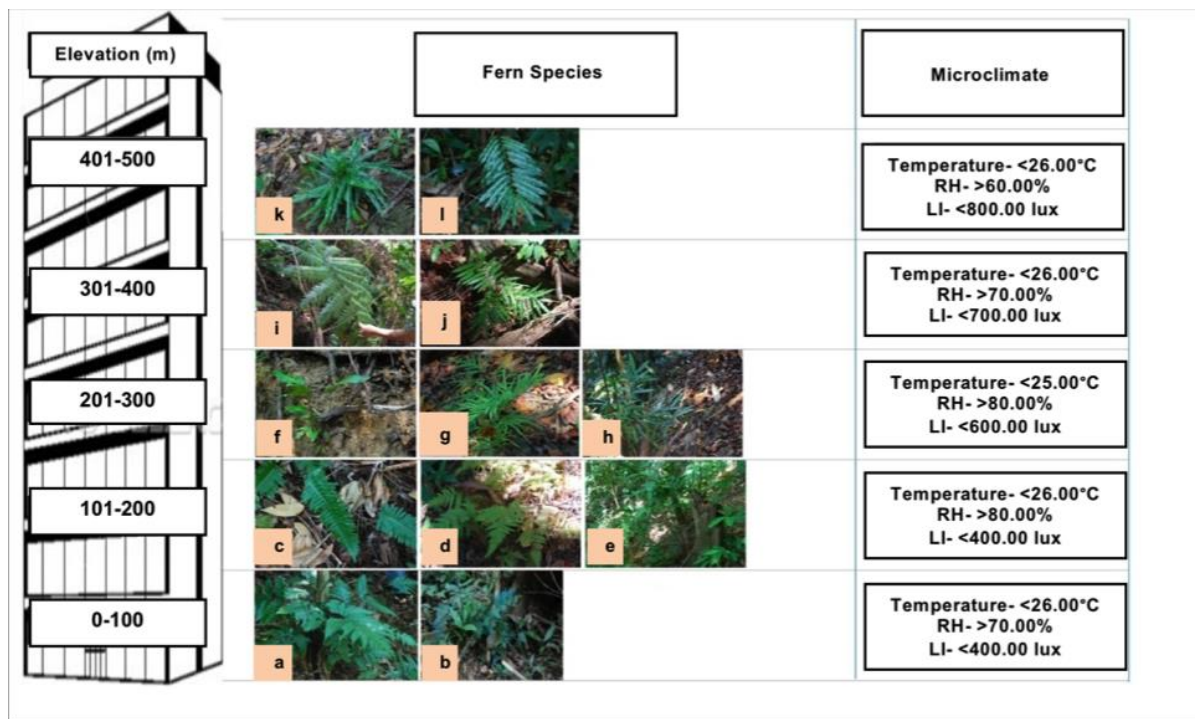 Elevation (m)
Fern Species
Microclimate
401-500
k
l
Temperature- <26.00°C
RH- >60.00%
LI- <800.00 lux
301-400
i
j
Temperature- <26.00°C
RH- >70.00%
LI- <700.00 lux
201-300
f
g
h
Temperature- <25.00°C
RH- >80.00%
LI- <600.00 lux
101-200
c
d
e
Temperature- <26.00°C
RH- >80.00%
LI- <400.00 lux
0-100
a
b
Temperature- <26.00°C
RH- >70.00%
LI- <400.00 lux